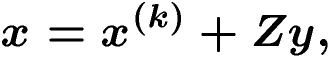 x = x^{(k)} + Zy,